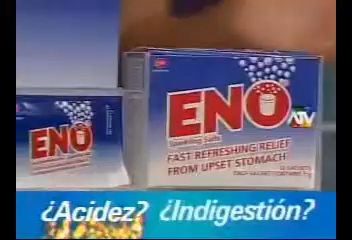 ENO
Sparkling Salts
FAST REFRESHING RELIEF
FROM UPSET STOMACH
ENO
ATV
¿Acidez? ¿Indigestión?